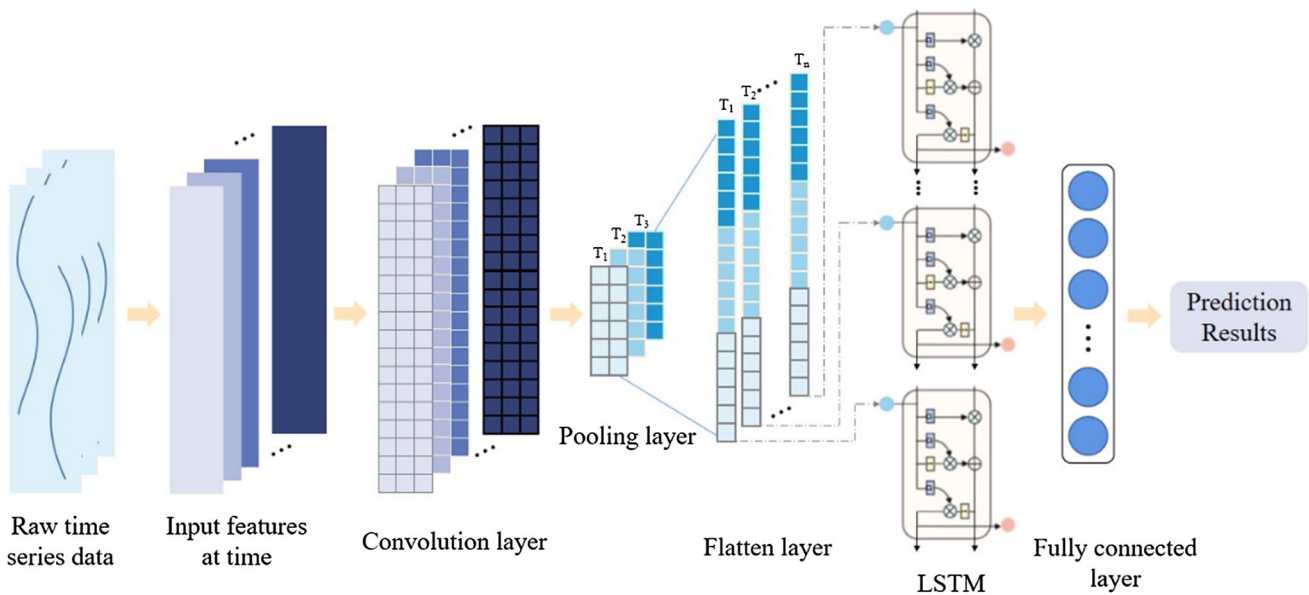 Raw time
series data
Input features
at time
Convolution layer
T1
T2
T3
Pooling layer
T1
T2
Tn
Flatten layer
LSTM
Fully connected
layer
Prediction
Results